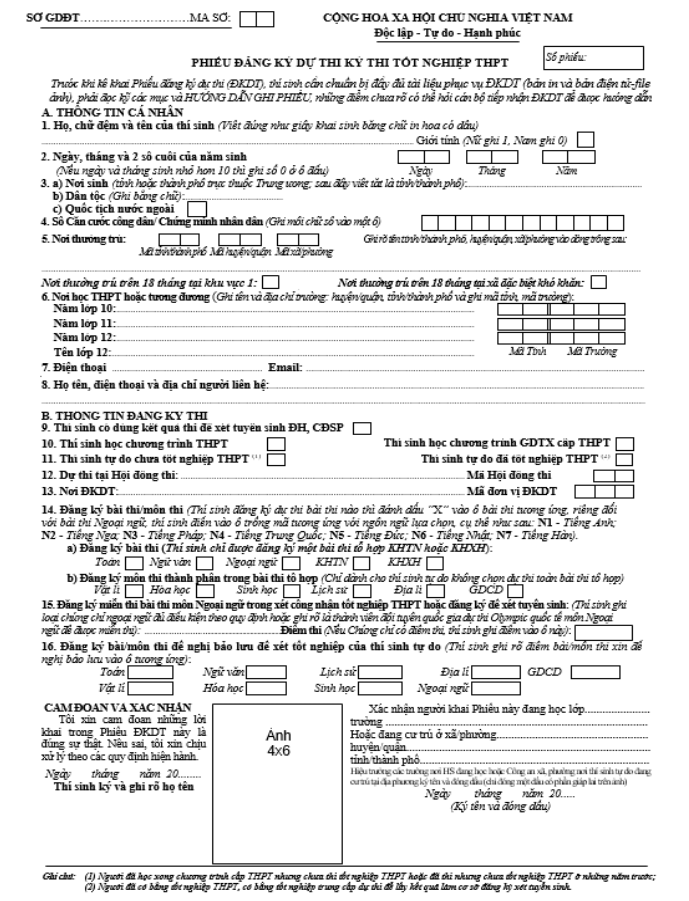 SỞ GDĐT……………………………MÃ SỞ:
CỘNG HÒA XÃ HỘI CHỦ NGHĨA VIỆT NAM
Độc lập - Tự do - Hạnh phúc
Số phiếu:
PHIẾU ĐĂNG KÝ DỰ THI KỲ THI TỐT NGHIỆP THPT
Trước khi kê khai Phiếu đăng ký dự thi (ĐKDT), thí sinh cần chuẩn bị đầy đủ tài liệu phục vụ ĐKDT (bản in và bản điện tử-file
ảnh), phải đọc kỹ các mục và HƯỚNG DẪN GHI PHIẾU, những điểm chưa rõ có thể hỏi cán bộ tiếp nhận ĐKDT để được hướng dẫn
A. THÔNG TIN CÁ NHÂN
1. Họ, chữ đệm và tên của thí sinh (Viết đúng như giấy khai sinh bằng chữ in hoa có dấu)
Giới tính (Nữ ghi 1, Nam ghi 0)
2. Ngày, tháng và 2 số cuối của năm sinh
(Nếu ngày và tháng sinh nhỏ hơn 10 thì ghi số 0 ở ô đầu) Ngày Tháng Năm
3. a) Nơi sinh (tỉnh hoặc thành phố trực thuộc Trung ương; sau đây viết tắt là tỉnh/thành phố):
b) Dân tộc (Ghi bằng chữ):
c) Quốc tịch nước ngoài
4. Số Căn cước công dân/ Chứng minh nhân dân (Ghi mỗi chữ số vào một ô)
5. Nơi thường trú: Ghi rõ tên tỉnh/thành phố, huyện/quận, xã/phường vào dòng trống sau:
Mã tỉnh/thành phố Mã huyện/quận Mã xã/phường
Nơi thường trú trên 18 tháng tại khu vực 1: Nơi thường trú trên 18 tháng tại xã đặc biệt khó khăn:
6. Nơi học THPT hoặc tương đương (Ghi tên và địa chỉ trường: huyện/quận, tỉnh/thành phố và ghi mã tỉnh, mã trường):
Năm lớp 10:
Năm lớp 11:
Năm lớp 12:
Tên lớp 12: Mã Tỉnh Mã Trường
7. Điện thoại Email:
8. Họ tên, điện thoại và địa chỉ người liên hệ:
B. THÔNG TIN ĐĂNG KÝ THI
9. Thí sinh có dùng kết quả thi để xét tuyển sinh ĐH, CĐSP
10. Thí sinh học chương trình THPT Thí sinh học chương trình GDTX cấp THPT
11. Thí sinh tự do chưa tốt nghiệp THPT (1) Thí sinh tự do đã tốt nghiệp THPT (2)
12. Dự thi tại Hội đồng thi: Mã Hội đồng thi
13. Nơi ĐKDT: Mã đơn vị ĐKDT
14. Đăng ký bài thi/môn thi (Thí sinh đăng ký dự thi bài thi nào thì đánh dấu "X" vào ô bài thi tương ứng, riêng đối
với bài thi Ngoại ngữ, thí sinh điền vào ô trống mã tương ứng với ngôn ngữ lựa chọn, cụ thể như sau: N1 - Tiếng Anh;
N2 - Tiếng Nga; N3 - Tiếng Pháp; N4 - Tiếng Trung Quốc; N5 - Tiếng Đức; N6 - Tiếng Nhật; N7 - Tiếng Hàn).
a) Đăng ký bài thi (Thí sinh chỉ được đăng ký một bài thi tổ hợp KHTN hoặc KHXH):
Toán Ngữ văn Ngoại ngữ KHTN KHXH
b) Đăng ký môn thi thành phần trong bài thi tổ hợp (Chỉ dành cho thí sinh tự do không chọn dự thi toàn bài thi tổ hợp)
Vật lí Hóa học Sinh học Lịch sử Địa lí GDCD
15. Đăng ký miễn thi bài thi môn Ngoại ngữ trong xét công nhận tốt nghiệp THPT hoặc đăng ký để xét tuyển sinh: (Thí sinh ghi
loại chứng chỉ ngoại ngữ đủ điều kiện theo quy định hoặc ghi rõ là thành viên đội tuyển quốc gia dự thi Olympic quốc tế môn Ngoại
ngữ để được miễn thi): Điểm thi (Nếu Chứng chỉ có điểm thi, thí sinh ghi điểm vào ô này):
16. Đăng ký bài/môn thi đề nghị bảo lưu để xét tốt nghiệp của thí sinh tự do (Thí sinh ghi rõ điểm bài/môn thi xin đề
nghị bảo lưu vào ô tương ứng):
Toán Ngữ văn Lịch sử Địa lí GDCD
Vật lí Hóa học Sinh học Ngoại ngữ
CAM ĐOAN VÀ XÁC NHẬN
Tôi xin cam đoan những lời
khai trong Phiếu ĐKDT này là
đúng sự thật. Nếu sai, tôi xin chịu
xử lý theo các quy định hiện hành.
Ngày tháng năm 20........
Thí sinh ký và ghi rõ họ tên
Ảnh
4x6
Xác nhận người khai Phiếu này đang học lớp
trường
Hoặc đang cư trú ở xã/phường
huyện/quận
tỉnh/thành phố
Hiệu trưởng các trường nơi HS đang học hoặc Công an xã, phường nơi thí sinh tự do đang
cư trú tại địa phương ký tên và đóng dấu (chỉ đóng một dấu có phần giáp lai trên ảnh)
Ngày tháng năm 20.....
(Ký tên và đóng dấu)
Ghi chú: (1) Người đã học xong chương trình cấp THPT nhưng chưa thi tốt nghiệp THPT hoặc đã thi nhưng chưa tốt nghiệp THPT ở những năm trước;
(2) Người đã có bằng tốt nghiệp THPT, có bằng tốt nghiệp trung cấp dự thi để lấy kết quả làm cơ sở đăng ký xét tuyển sinh.